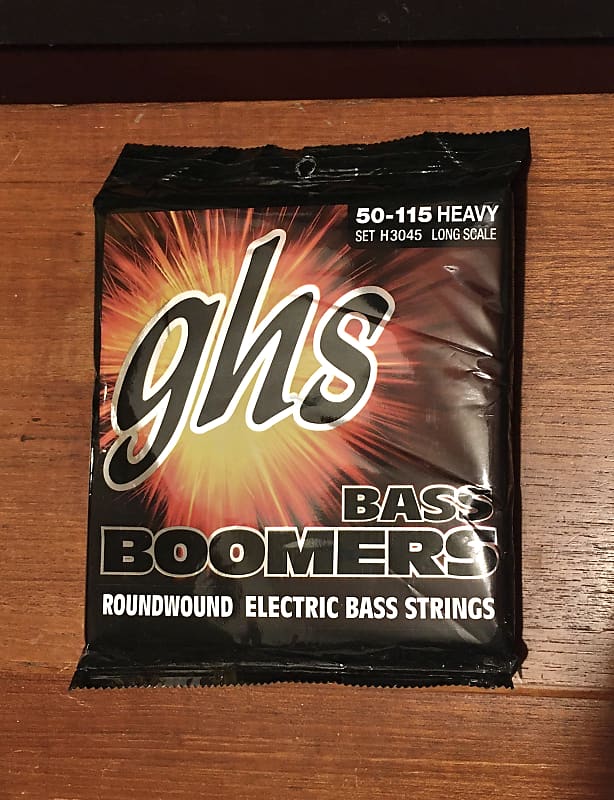 50-115 HEAVY
SET H3045 LONG SCALE
ghs
BASS
BOOMERS
ROUNDWOUND ELECTRIC BASS STRINGS